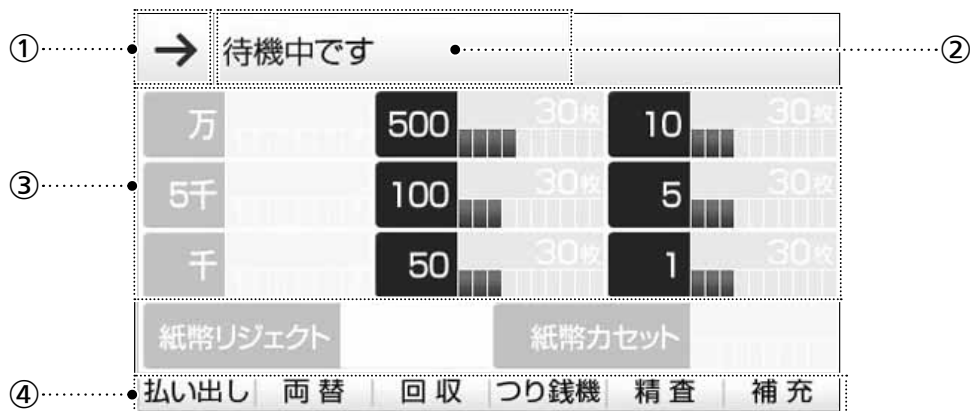 ① → 待機中です ②
③
万 500 30枚 10 30枚
5千 100 30枚 5 30枚
千 50 30枚 1 30枚
紙幣リジェクト 紙幣カセット
④ 払い出し 両替 回収 つり銭機 精査 補充